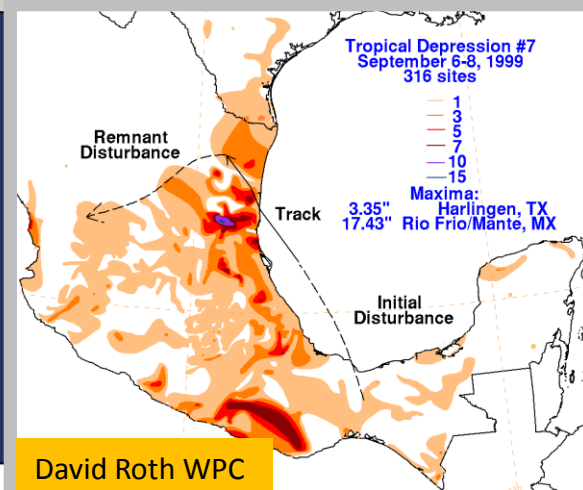 Tropical Depression #7
September 6-8, 1999
316 sites
1
3
5
7
10
15
Maxima:
3.35" Harlingen, TX
17.43" Rio Frio/Mante, MX
Remnant
Disturbance
Track
Initial
Disturbance
David Roth WPC